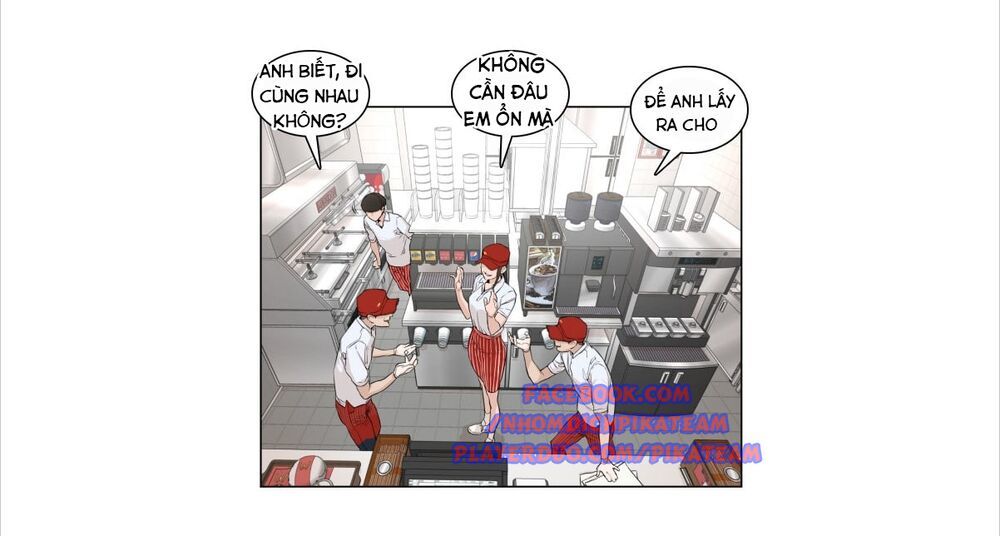 ANH BIẾT, ĐI
CÙNG NHAU
KHÔNG?
KHÔNG
CẦN ĐÂU
EM ỔN MÀ
ĐỂ ANH LẤY
RA CHO
FACEBOOK.COM
/NHOMDICHPIKATEAM
PLAYERDUO.COM/PIKATEAM